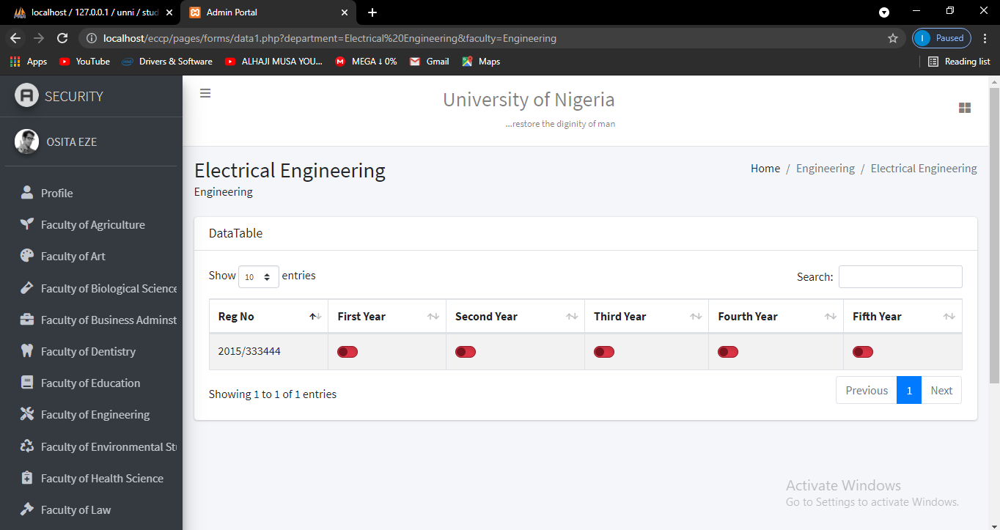 localhost / 127.0.0.1 / unni / stud
Admin Portal
localhost/eccp/pages/forms/data1.php?department=Electrical%20Engineering&faculty=Engineering
I Paused
Apps YouTube Drivers & Software ALHAJI MUSA YOU... MEGA ⬇ 0% Gmail Maps Reading list
A SECURITY
OSITA EZE
Profile
Faculty of Agriculture
Faculty of Art
Faculty of Biological Science
Faculty of Business Adminst
Faculty of Dentistry
Faculty of Education
Faculty of Engineering
Faculty of Environmental Stu
Faculty of Health Science
Faculty of Law
University of Nigeria
...restore the diginity of man
Electrical Engineering
Home / Engineering / Electrical Engineering
Engineering
DataTable
Show 10 entries
Search:
Reg No First Year Second Year Third Year Fourth Year Fifth Year
2015/333444
Showing 1 to 1 of 1 entries
Previous 1 Next
Activate Windows
Go to Settings to activate Windows.